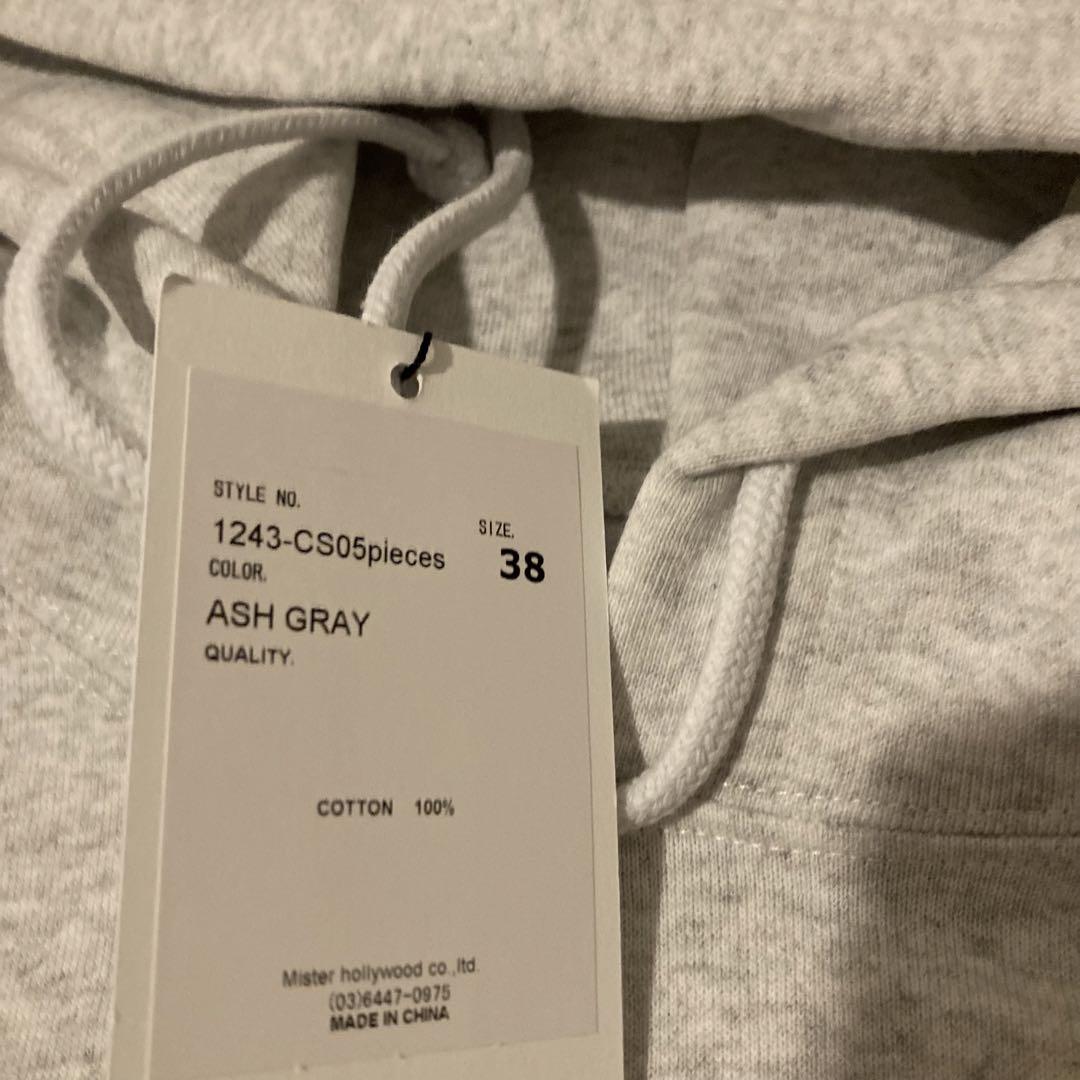 STYLE NO.
1243-CS05pieces
SIZE.
38
COLOR.
ASH GRAY
QUALITY.
COTTON 100%
Mister hollywood co.,ltd.
(03)6447-0975
MADE IN CHINA